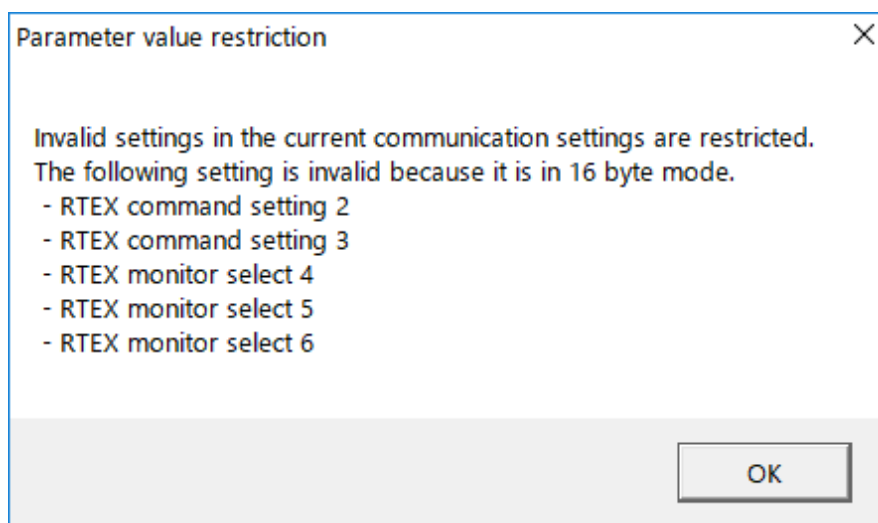 Parameter value restriction
Invalid settings in the current communication settings are restricted.
The following setting is invalid because it is in 16 byte mode.
- RTEX command setting 2
- RTEX command setting 3
- RTEX monitor select 4
- RTEX monitor select 5
- RTEX monitor select 6
OK